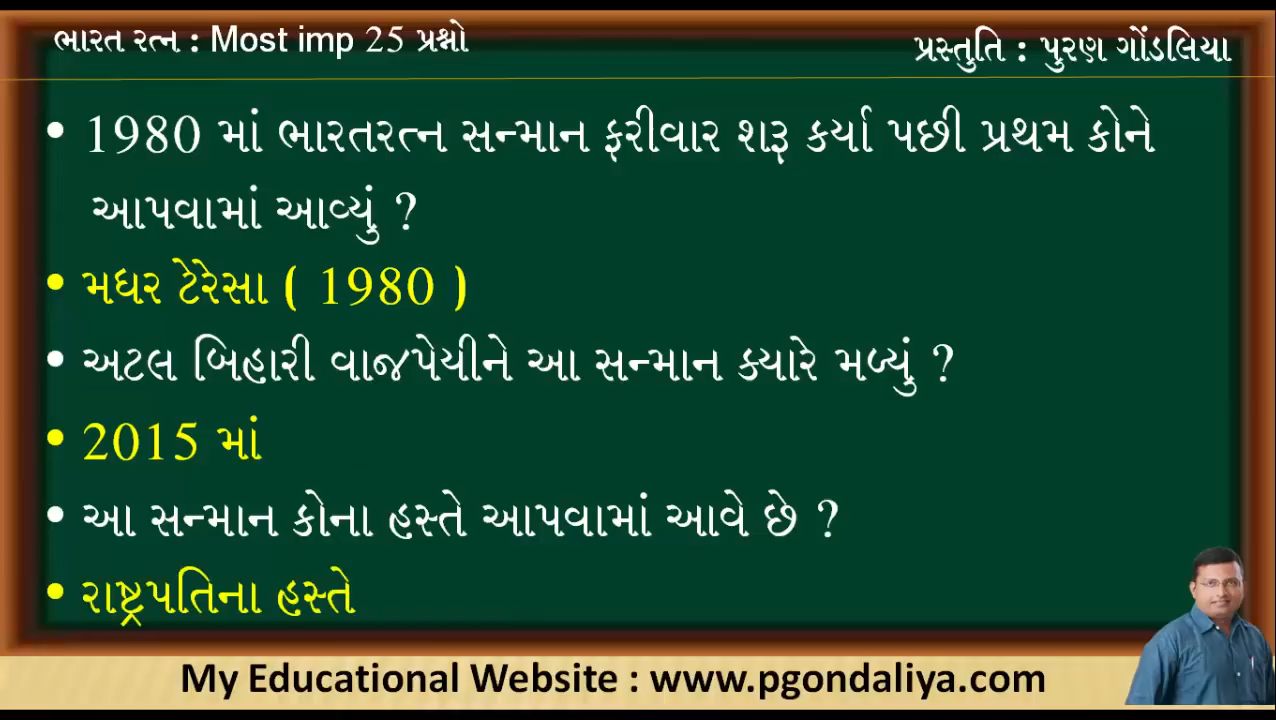 ભારત રત્ન : Most imp 25 પ્રશ્નો
પ્રસ્તુતિ : પુરણ ગોંડલિયા
• 1980 માં ભારતરત્ન સન્માન ફરીવાર શરૂ કર્યા પછી પ્રથમ કોને
આપવામાં આવ્યું ?
• મધર ટેરેસા ( 1980 )
• અટલ બિહારી વાજપેયીને આ સન્માન ક્યારે મળ્યું ?
• 2015 માં
• આ સન્માન કોના હસ્તે આપવામાં આવે છે ?
• રાષ્ટ્રપતિના હસ્તે
My Educational Website : www.pgondaliya.com